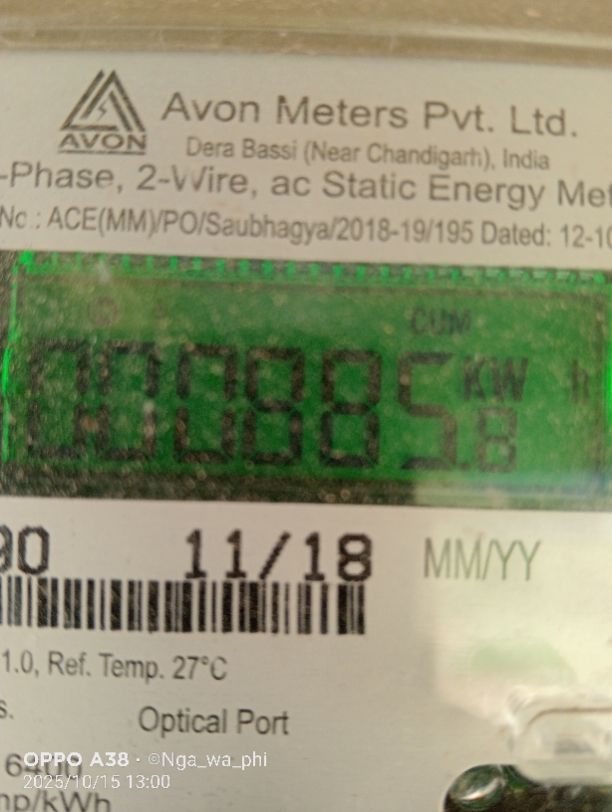 AVON
Avon Meters Pvt. Ltd.
Dera Bassi (Near Chandigarh), India
-Phase, 2-Wire, ac Static Energy Met
No : ACE(MM)/PO/Saubhagya/2018-19/195 Dated: 12-10
CUM
000885.8 KW h
90 11/18 MM/YY
1.0, Ref. Temp. 27°C
s.
Optical Port
OPPO A38 · ©Nga_wa_phi
2025/10/15 13:00
mp/kWh